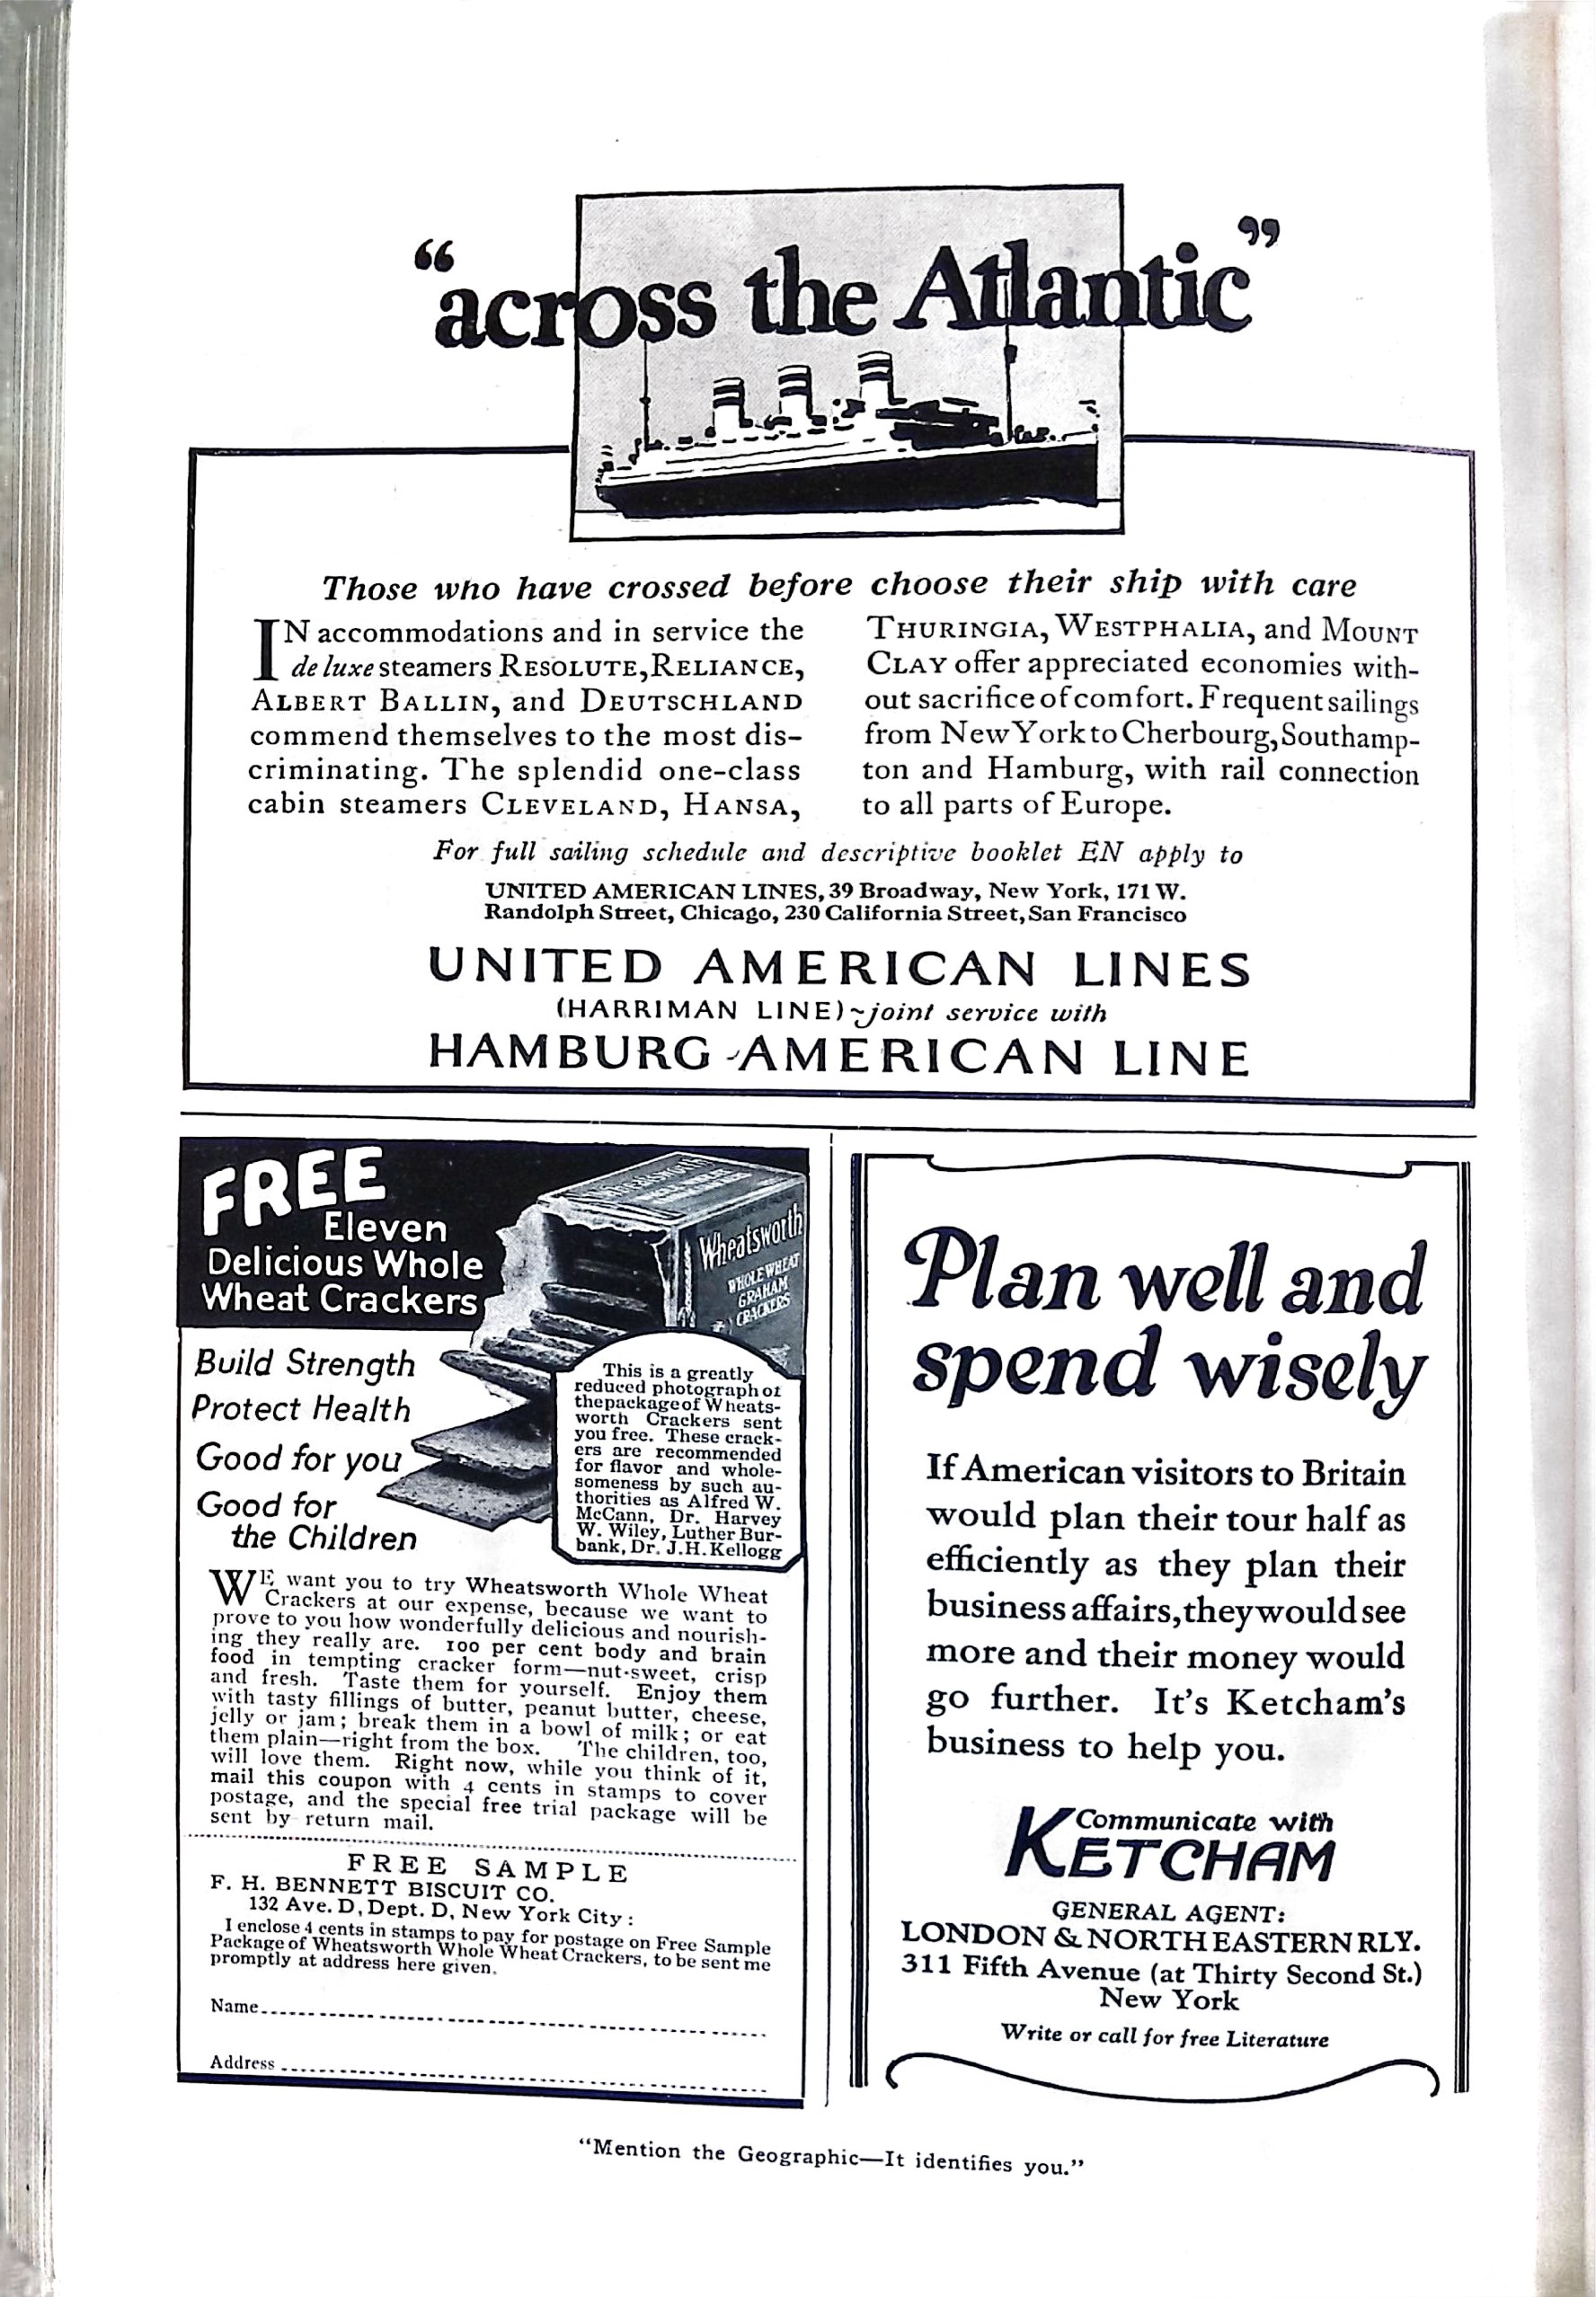 “across the Atlantic”
Those who have crossed before choose their ship with care
IN accommodations and in service the
de luxe steamers RESOLUTE, RELIANCE,
ALBERT BALLIN, and DEUTSCHLAND
commend themselves to the most dis-
criminating. The splendid one-class
cabin steamers CLEVELAND, HANSA,
THURINGIA, WESTPHALIA, and MOUNT
CLAY offer appreciated economies with-
out sacrifice of comfort. Frequent sailings
from New York to Cherbourg, Southamp-
ton and Hamburg, with rail connection
to all parts of Europe.
For full sailing schedule and descriptive booklet EN apply to
UNITED AMERICAN LINES, 39 Broadway, New York, 171 W.
Randolph Street, Chicago, 230 California Street, San Francisco
UNITED AMERICAN LINES
(HARRIMAN LINE) ~ joint service with
HAMBURG-AMERICAN LINE
FREE
Eleven
Delicious Whole
Wheat Crackers
Wheatsworth
Wheatsworth
WHOLE WHEAT
GRAHAM
CRACKERS
Build Strength
Protect Health
Good for you
Good for
the Children
This is a greatly
reduced photograph of
the package of Wheats-
worth Crackers sent
you free. These crack-
ers are recommended
for flavor and whole-
someness by such au-
thorities as Alfred W.
McCann, Dr. Harvey
W. Wiley, Luther Bur-
bank, Dr. J.H. Kellogg
WE want you to try Wheatsworth Whole Wheat
Crackers at our expense, because we want to
prove to you how wonderfully delicious and nourish-
ing they really are. 100 per cent body and brain
food in tempting cracker form—nut-sweet, crisp
and fresh. Taste them for yourself. Enjoy them
with tasty fillings of butter, peanut butter, cheese,
jelly or jam; break them in a bowl of milk; or eat
them plain—right from the box. The children, too,
will love them. Right now, while you think of it,
mail this coupon with 4 cents in stamps to cover
postage, and the special free trial package will be
sent by return mail.
FREE SAMPLE
F. H. BENNETT BISCUIT CO.
132 Ave. D, Dept. D, New York City:
I enclose 4 cents in stamps to pay for postage on Free Sample
Package of Wheatsworth Whole Wheat Crackers, to be sent me
promptly at address here given.
Name
Address
Plan well and
spend wisely
If American visitors to Britain
would plan their tour half as
efficiently as they plan their
business affairs, they would see
more and their money would
go further. It's Ketcham's
business to help you.
Communicate with
KETCHAM
GENERAL AGENT:
LONDON & NORTH EASTERN RLY.
311 Fifth Avenue (at Thirty Second St.)
New York
Write or call for free Literature
“Mention the Geographic—It identifies you.”